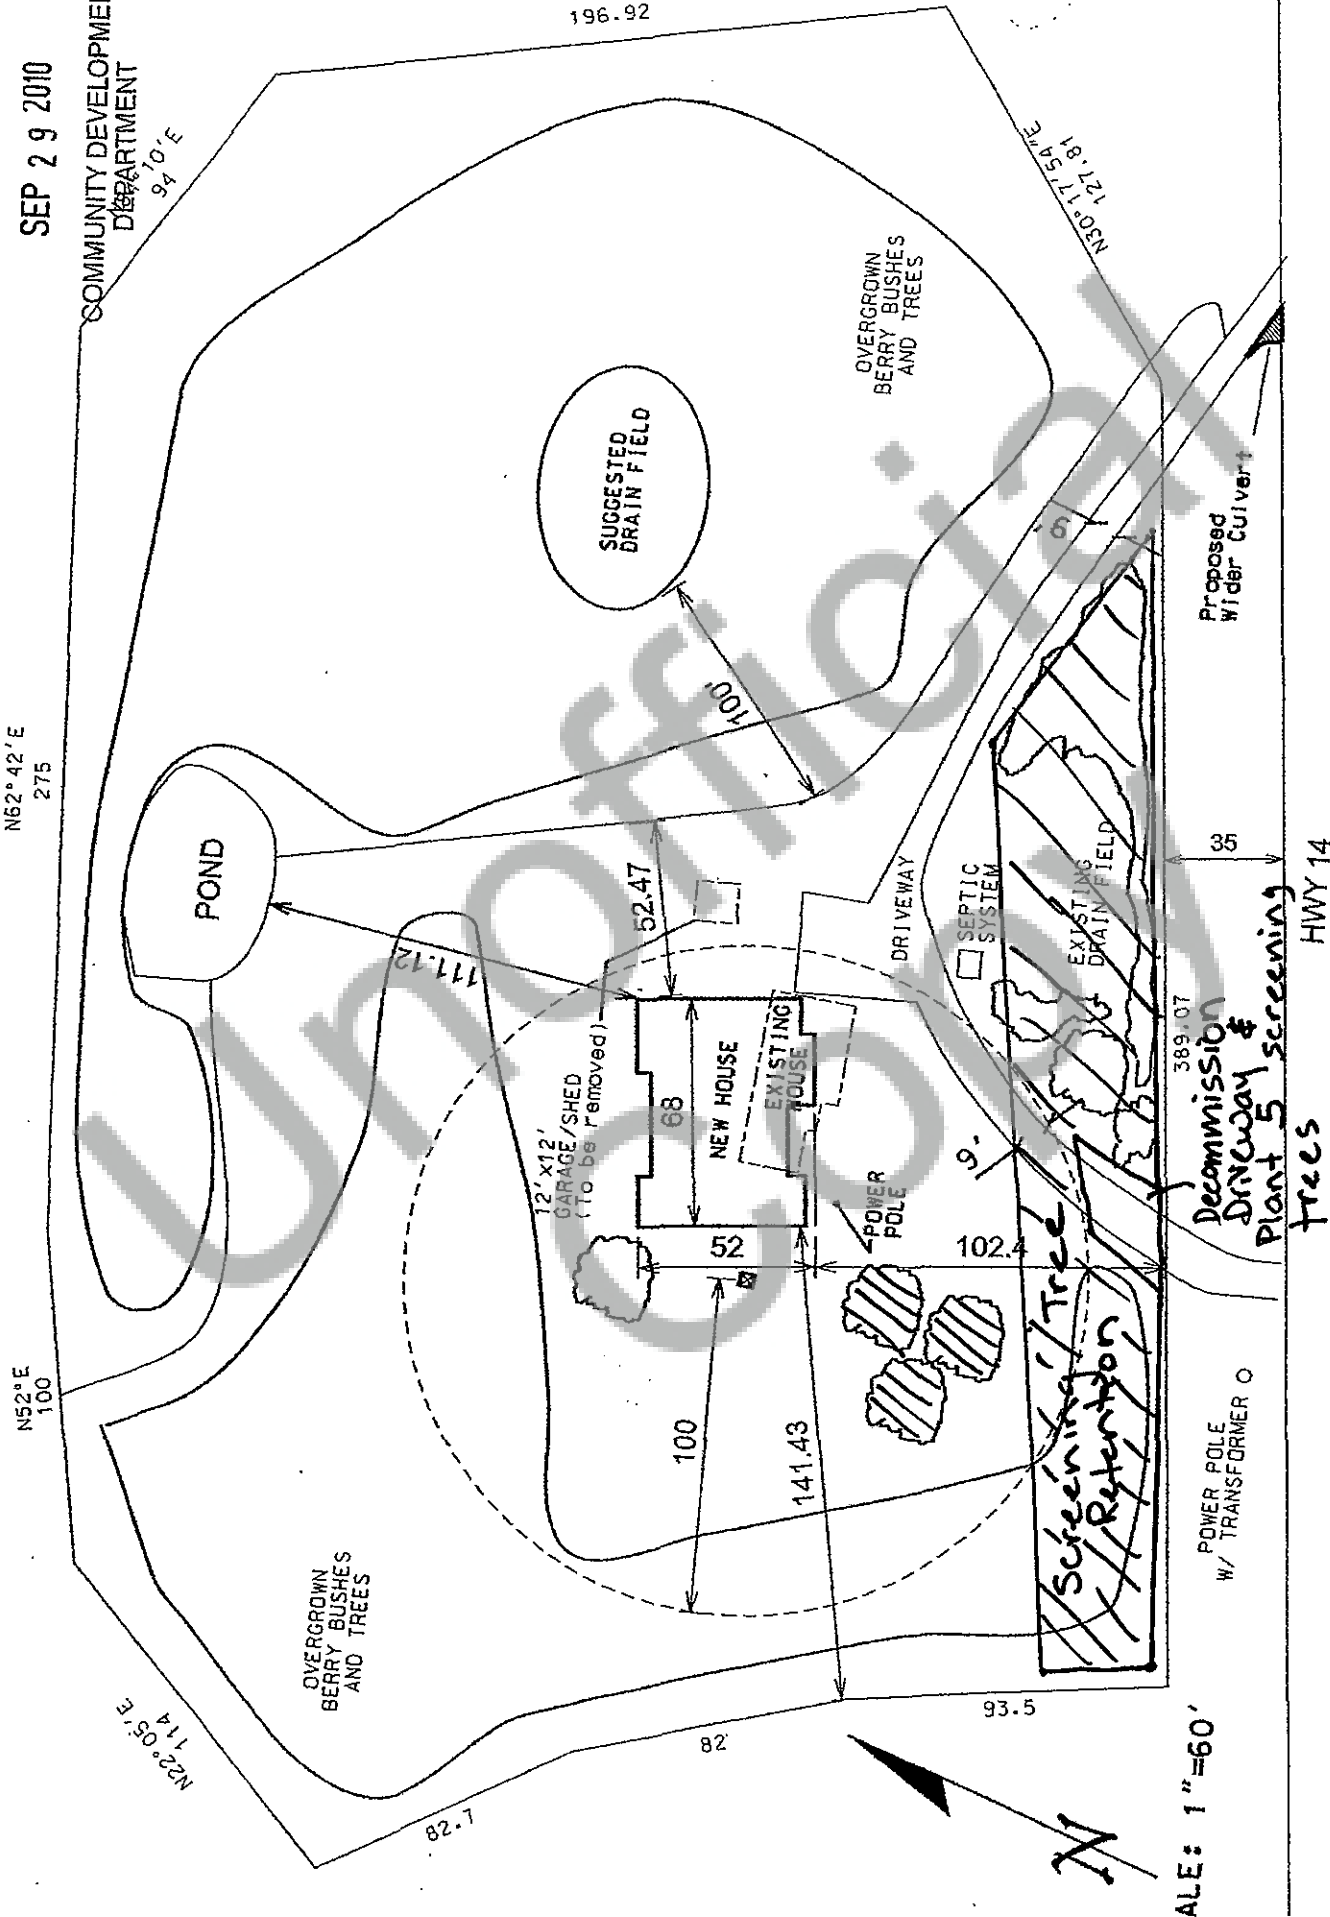 SEP 2 9 2010
COMMUNITY DEVELOPME
DEPARTMENT
10'E
94
196.92
N30°17'54"E
127.81
N62°42'E
275
N52°E
100
N22°05'E
114
82.7
82'
93.5
POND
SUGGESTED
DRAIN FIELD
OVERGROWN
BERRY BUSHES
AND TREES
100'
111.12
52.47
12'x12'
GARAGE/SHED
(To be removed)
68
NEW HOUSE
EXISTING
HOUSE
52
100
141.43
102.4
POWER
POLE
DRIVEWAY
SEPTIC
SYSTEM
EXISTING
DRAIN FIELD
9'
9'
Proposed
Wider Culvert
35
389.07
HWY 14
Decommission
Driveway &
Plant 5 screening
trees
Screening / Tree
Retention
OVERGROWN
BERRY BUSHES
AND TREES
POWER POLE
W/ TRANSFORMER
N
ALE: 1"=60'
Unofficial
Copy